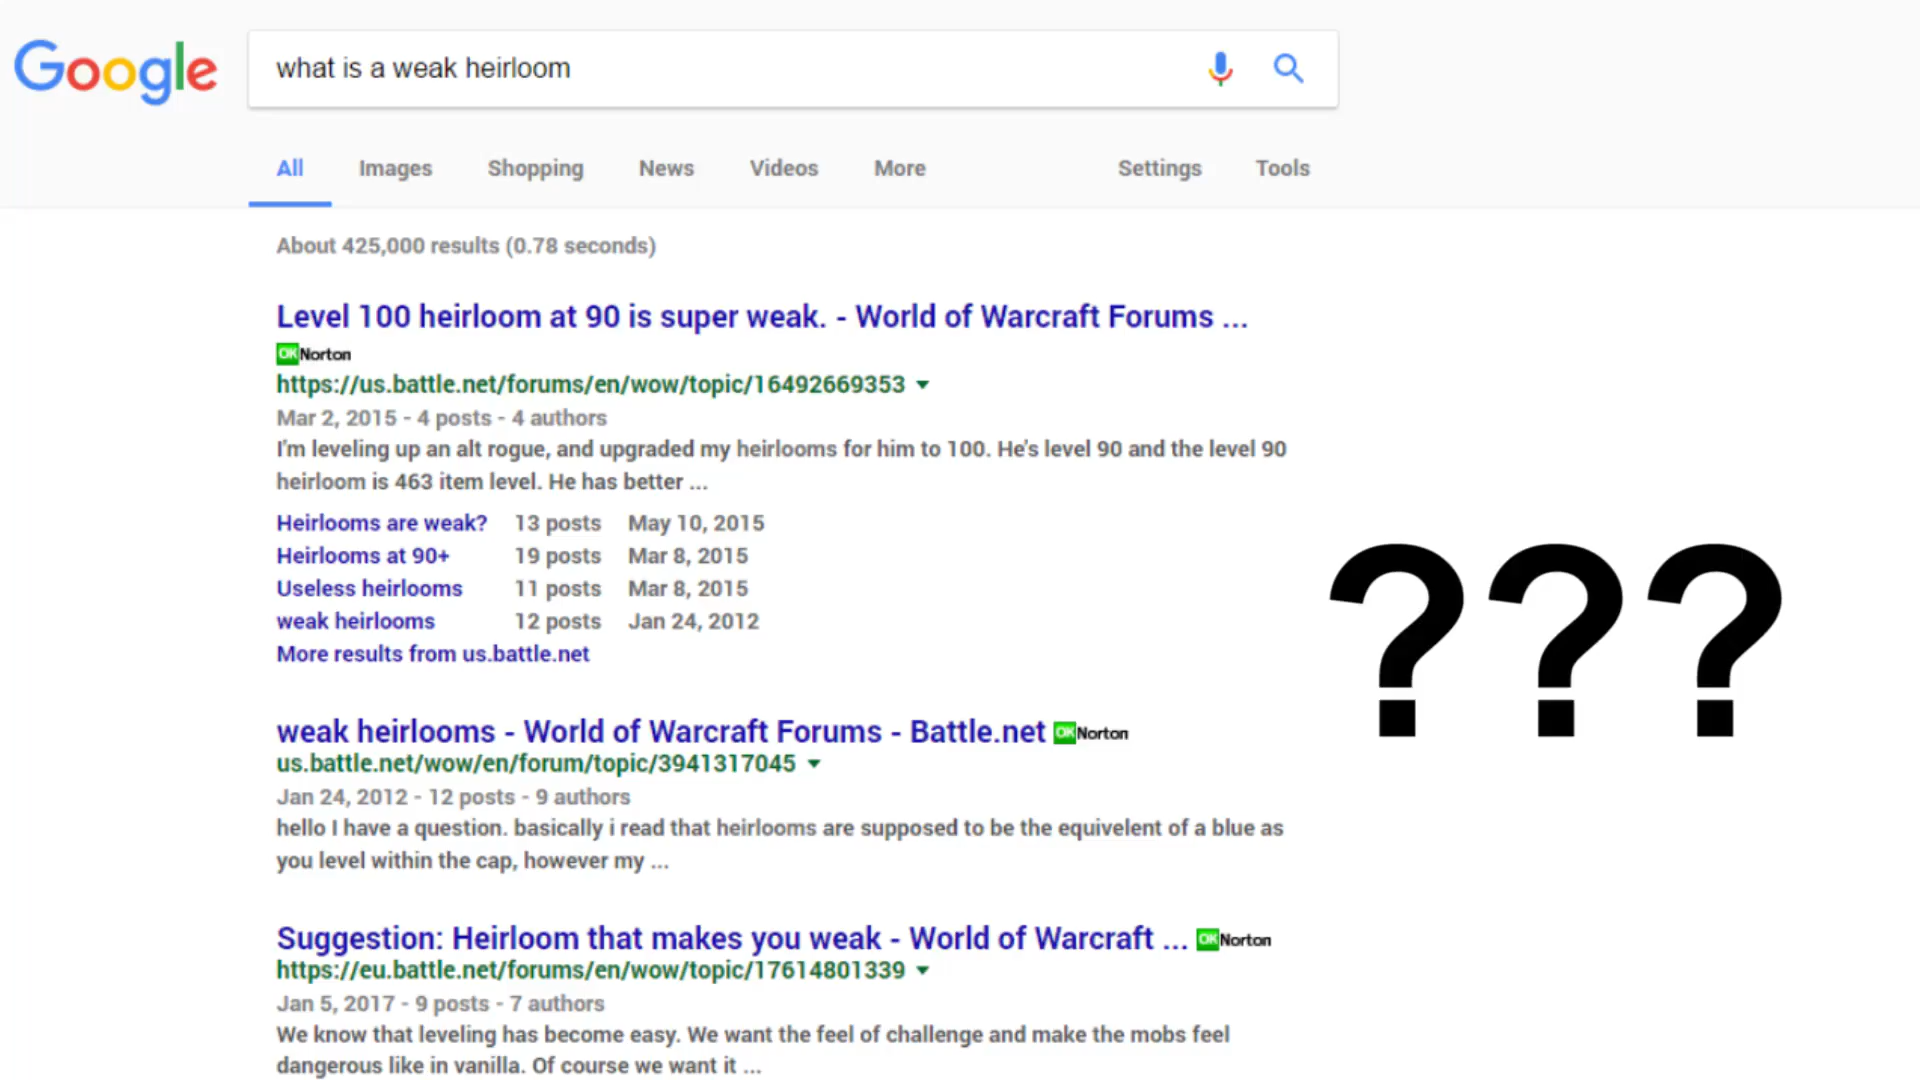 Google
what is a weak heirloom
All Images Shopping News Videos More Settings Tools
About 425,000 results (0.78 seconds)
Level 100 heirloom at 90 is super weak. - World of Warcraft Forums ...
OK Norton
https://us.battle.net/forums/en/wow/topic/16492669353
Mar 2, 2015 - 4 posts - 4 authors
I'm leveling up an alt rogue, and upgraded my heirlooms for him to 100. He's level 90 and the level 90
heirloom is 463 item level. He has better ...
Heirlooms are weak? 13 posts May 10, 2015
Heirlooms at 90+ 19 posts Mar 8, 2015
Useless heirlooms 11 posts Mar 8, 2015
weak heirlooms 12 posts Jan 24, 2012
More results from us.battle.net
???
weak heirlooms - World of Warcraft Forums - Battle.net OK Norton
us.battle.net/wow/en/forum/topic/3941317045
Jan 24, 2012 - 12 posts - 9 authors
hello I have a question. basically i read that heirlooms are supposed to be the equivelent of a blue as
you level within the cap, however my ...
Suggestion: Heirloom that makes you weak - World of Warcraft ... OK Norton
https://eu.battle.net/forums/en/wow/topic/17614801339
Jan 5, 2017 - 9 posts - 7 authors
We know that leveling has become easy. We want the feel of challenge and make the mobs feel
dangerous like in vanilla. Of course we want it ...